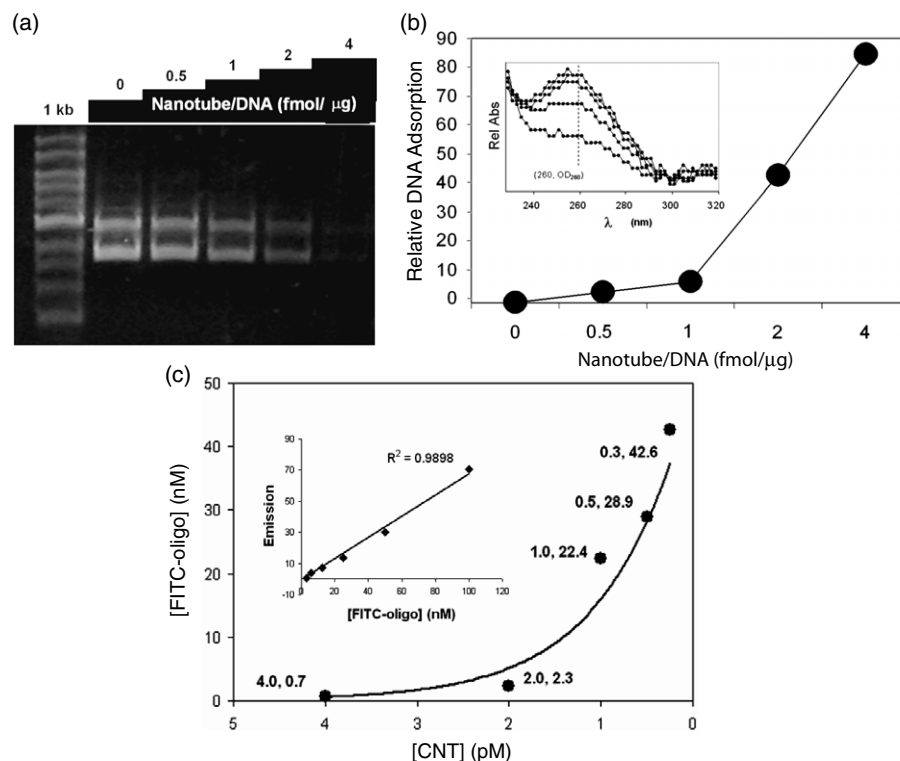 (a)
0 0.5 1 2 4
Nanotube/DNA (fmol/ μg)
1 kb
(b)
Relative DNA Adsorption
90
80
70
60
50
40
30
20
10
0
0 0.5 1 2 4
Nanotube/DNA (fmol/μg)
Rel Abs
(260, OD260)
240 260 280 300 320
λ (nm)
(c)
[FITC-oligo] (nM)
50
40
30
20
10
0
5 4 3 2 1 0
[CNT] (pM)
0.3, 42.6
0.5, 28.9
1.0, 22.4
2.0, 2.3
4.0, 0.7
Emission
90
70
50
30
10
-10
R² = 0.9898
0 20 40 60 80 100 120
[FITC-oligo] (nM)